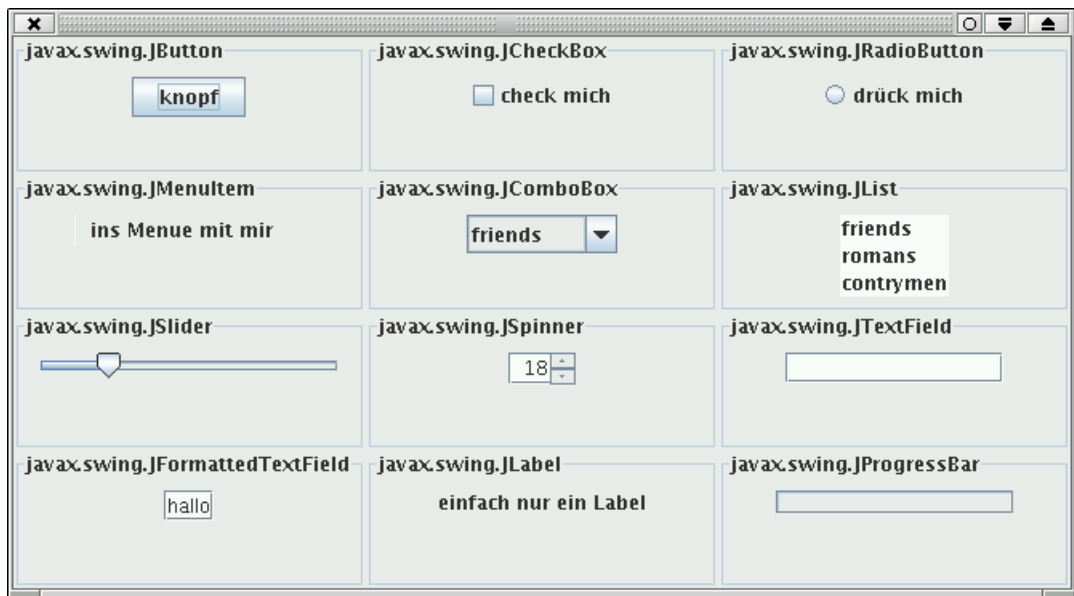 javax.swing.JButton
knopf
javax.swing.JCheckBox
check mich
javax.swing.JRadioButton
drück mich
javax.swing.JMenuItem
ins Menue mit mir
javax.swing.JComboBox
friends
javax.swing.JList
friends
romans
contrymen
javax.swing.JSlider
javax.swing.JSpinner
18
javax.swing.JTextField
javax.swing.JFormattedTextField
hallo
javax.swing.JLabel
einfach nur ein Label
javax.swing.JProgressBar